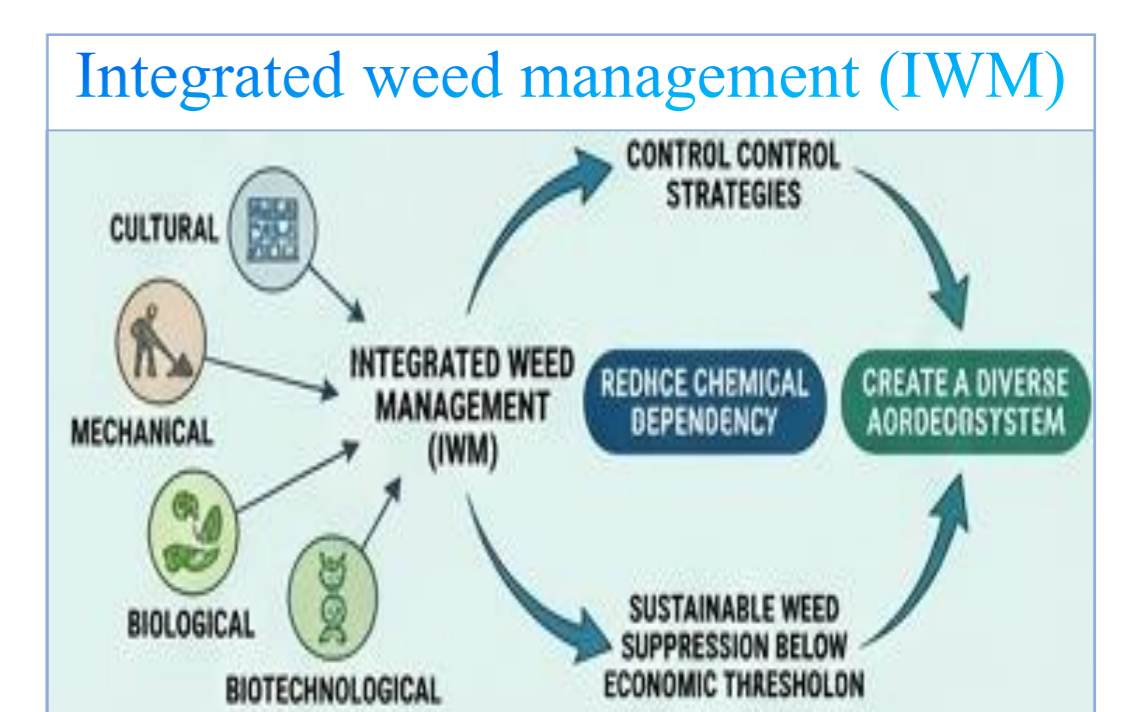 Integrated weed management (IWM)
CONTROL CONTROL
STRATEGIES
CULTURAL
MECHANICAL
BIOLOGICAL
BIOTECHNOLOGICAL
INTEGRATED WEED
MANAGEMENT
(IWM)
REDNCE CHEMICAL
DEPENDENCY
CREATE A DIVERSE
AORDEORSYSTEM
SUSTAINABLE WEED
SUPPRESSION BELOW
ECONOMIC THRESHOLON